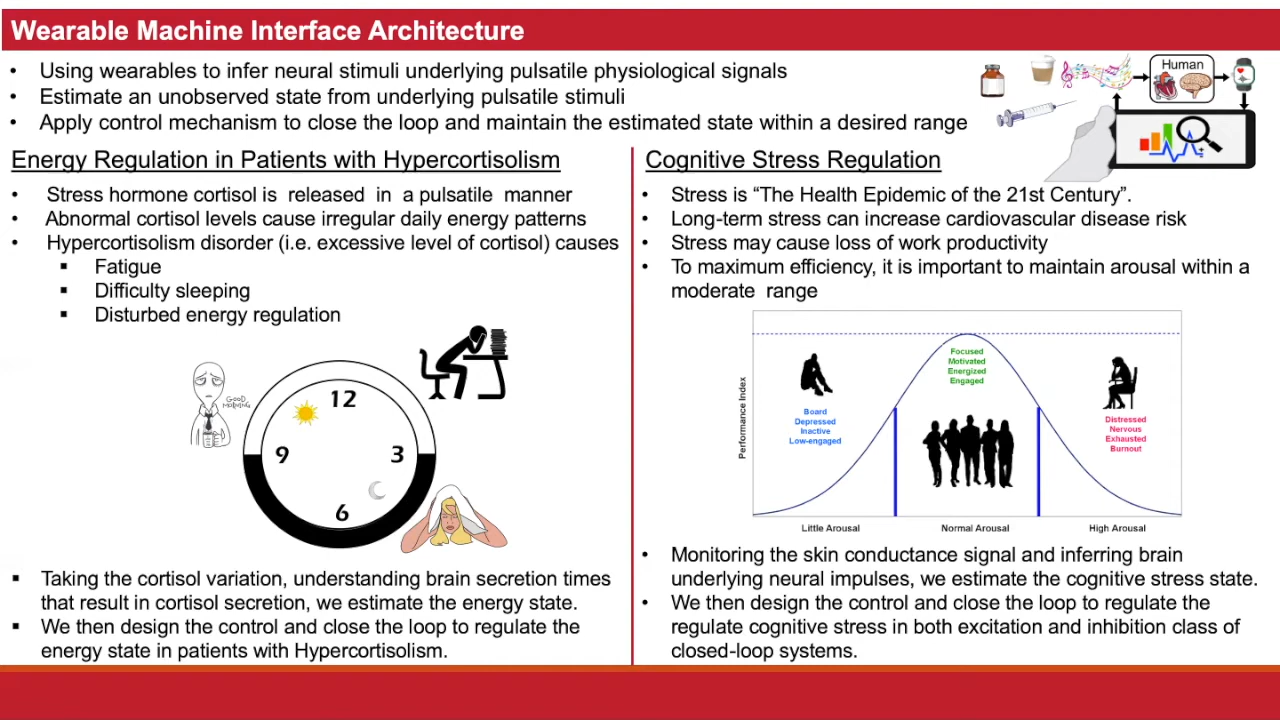 Wearable Machine Interface Architecture
• Using wearables to infer neural stimuli underlying pulsatile physiological signals
• Estimate an unobserved state from underlying pulsatile stimuli
• Apply control mechanism to close the loop and maintain the estimated state within a desired range
Human
Energy Regulation in Patients with Hypercortisolism
• Stress hormone cortisol is released in a pulsatile manner
• Abnormal cortisol levels cause irregular daily energy patterns
• Hypercortisolism disorder (i.e. excessive level of cortisol) causes
▪ Fatigue
▪ Difficulty sleeping
▪ Disturbed energy regulation
GOOD
MORNING
12
9
3
6
▪ Taking the cortisol variation, understanding brain secretion times
that result in cortisol secretion, we estimate the energy state.
▪ We then design the control and close the loop to regulate the
energy state in patients with Hypercortisolism.
Cognitive Stress Regulation
• Stress is “The Health Epidemic of the 21st Century”.
• Long-term stress can increase cardiovascular disease risk
• Stress may cause loss of work productivity
• To maximum efficiency, it is important to maintain arousal within a
moderate range
Performance Index
Board
Depressed
Inactive
Low-engaged
Focused
Motivated
Energized
Engaged
Distressed
Nervous
Exhausted
Burnout
Little Arousal
Normal Arousal
High Arousal
• Monitoring the skin conductance signal and inferring brain
underlying neural impulses, we estimate the cognitive stress state.
• We then design the control and close the loop to regulate the
regulate cognitive stress in both excitation and inhibition class of
closed-loop systems.